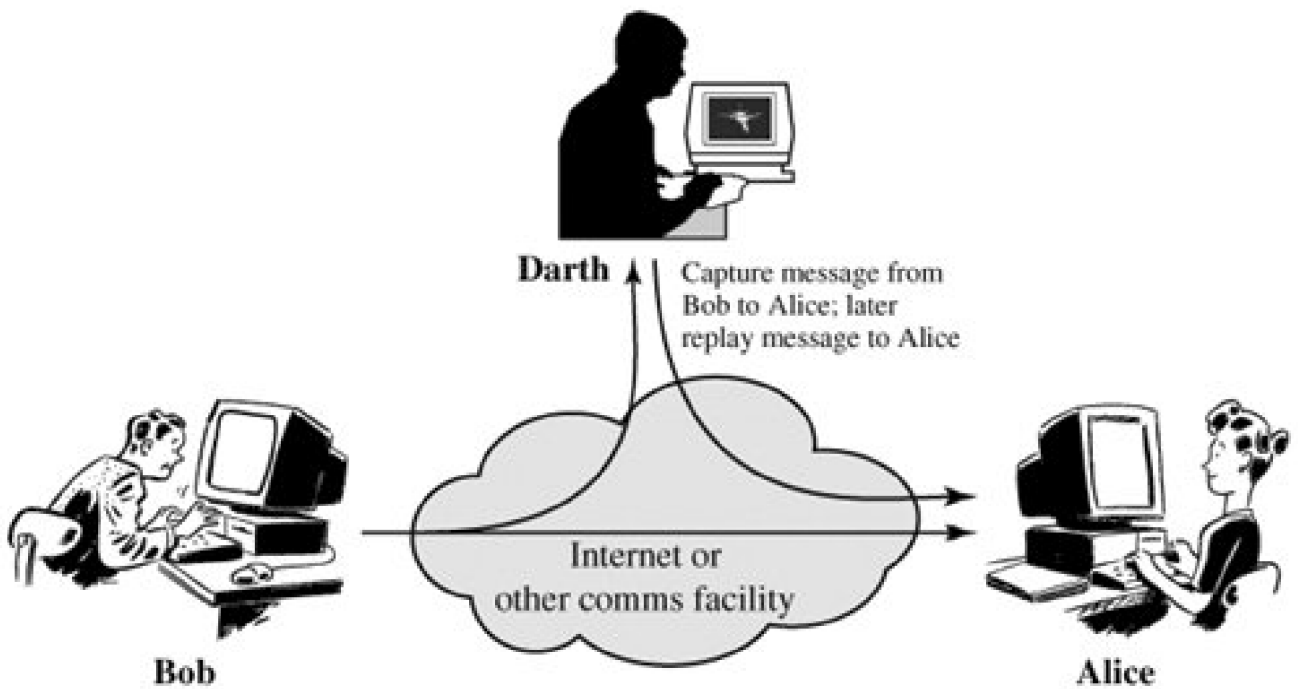 Darth
Capture message from
Bob to Alice; later
replay message to Alice
Internet or
other comms facility
Bob
Alice